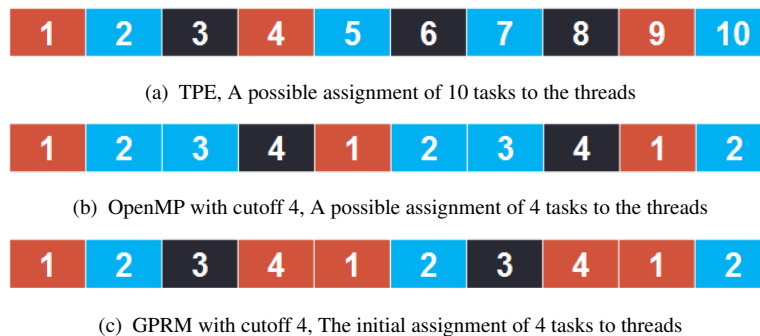 1 2 3 4 5 6 7 8 9 10
(a) TPE, A possible assignment of 10 tasks to the threads
1 2 3 4 1 2 3 4 1 2
(b) OpenMP with cutoff 4, A possible assignment of 4 tasks to the threads
1 2 3 4 1 2 3 4 1 2
(c) GPRM with cutoff 4, The initial assignment of 4 tasks to threads